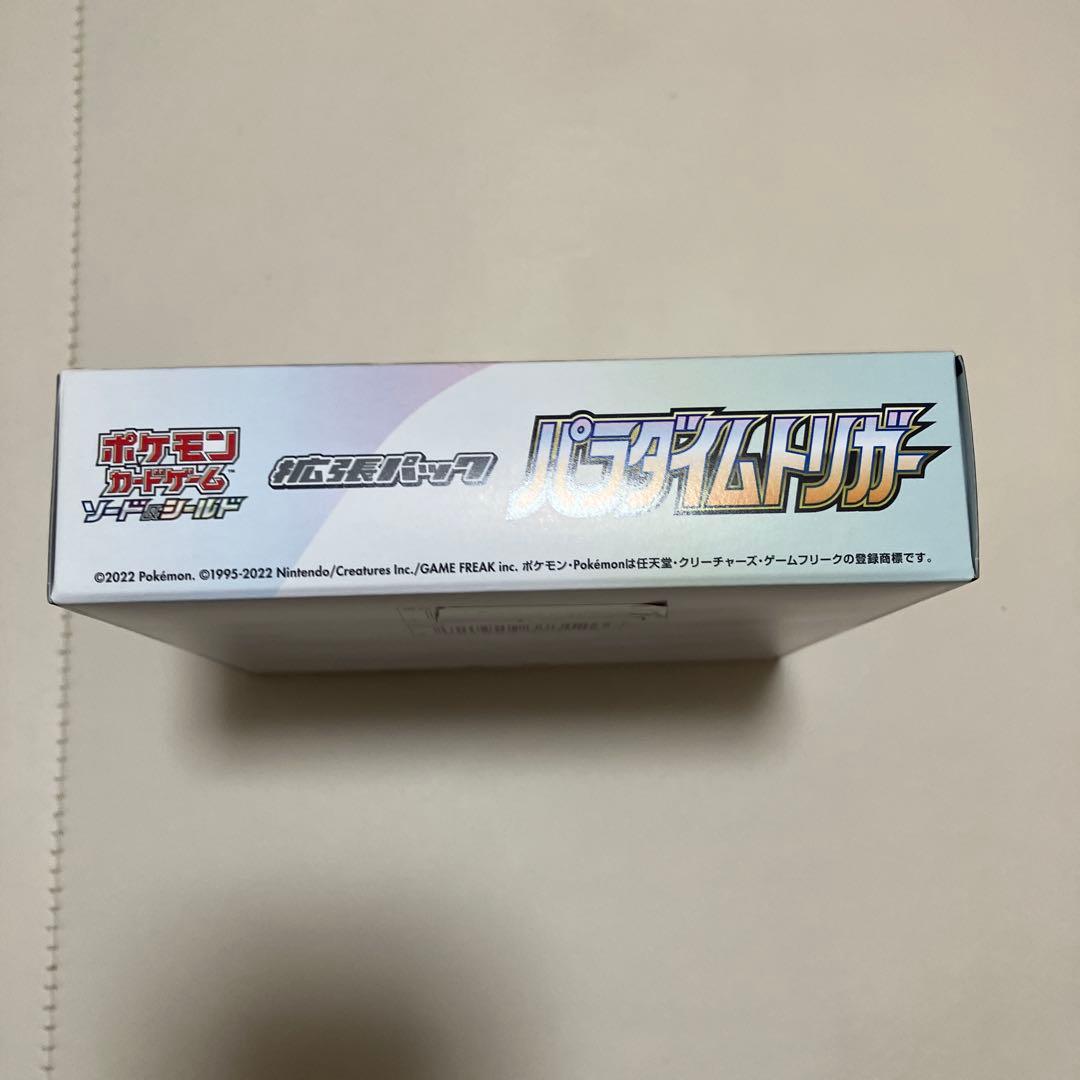 ポケモン
カードゲーム™
ソード&シールド
拡張パック
パラダイムトリガー
©2022 Pokémon. ©1995-2022 Nintendo/Creatures Inc./GAME FREAK inc. ポケモン・Pokémonは任天堂・クリーチャーズ・ゲームフリークの登録商標です。